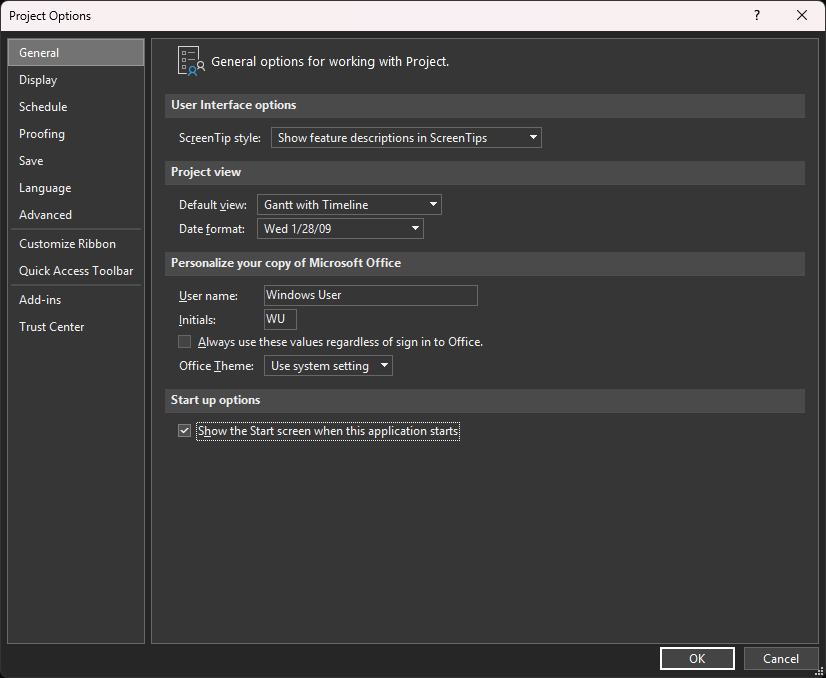 Project Options
?
General
Display
Schedule
Proofing
Save
Language
Advanced
Customize Ribbon
Quick Access Toolbar
Add-ins
Trust Center
General options for working with Project.
User Interface options
ScreenTip style: Show feature descriptions in ScreenTips
Project view
Default view: Gantt with Timeline
Date format: Wed 1/28/09
Personalize your copy of Microsoft Office
User name: Windows User
Initials: WU
Always use these values regardless of sign in to Office.
Office Theme: Use system setting
Start up options
Show the Start screen when this application starts
OK Cancel